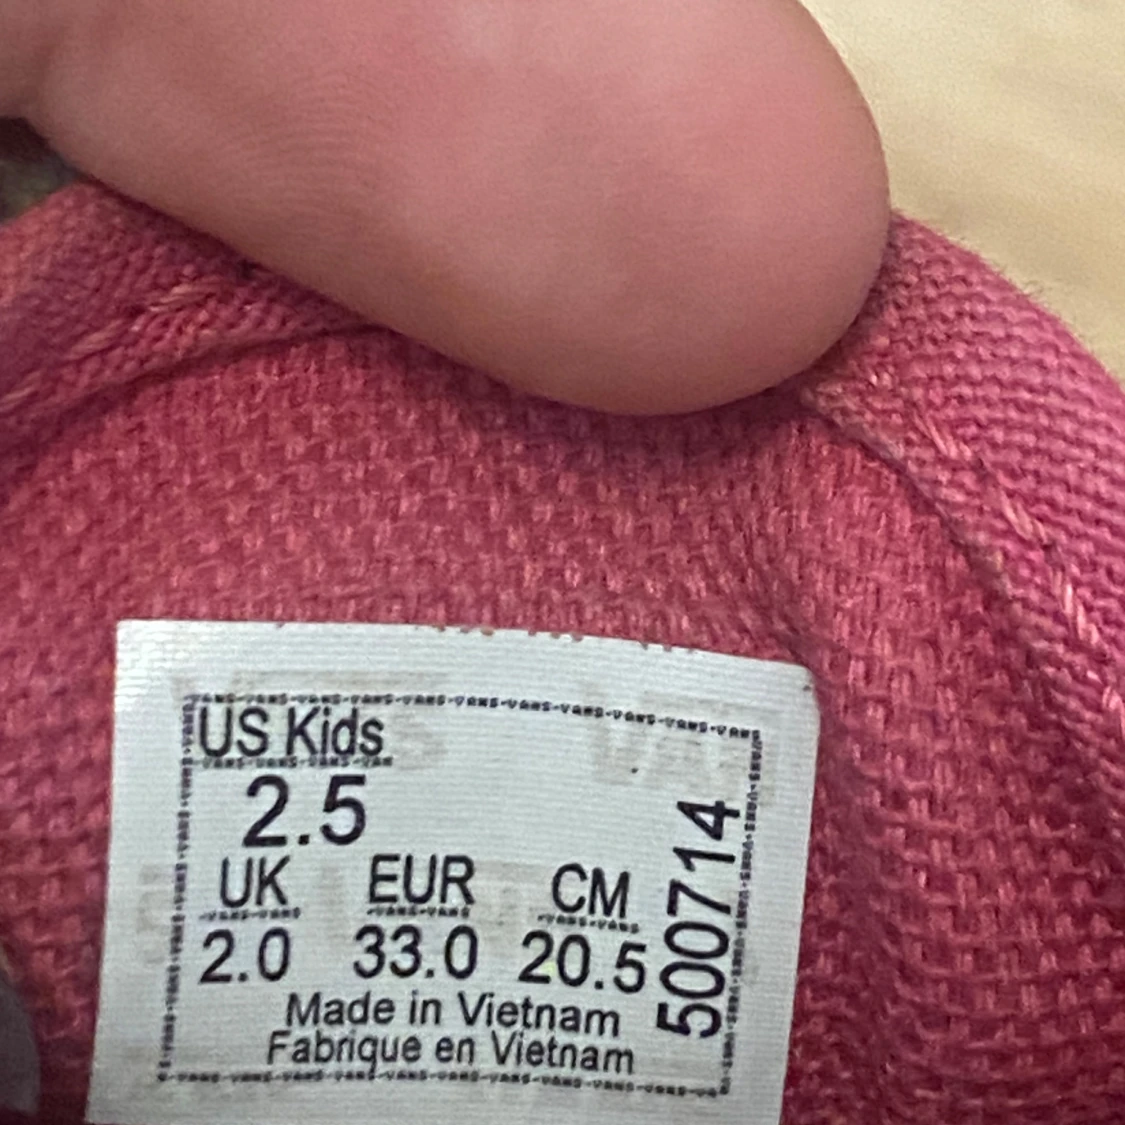 US Kids
2.5
UK EUR CM
2.0 33.0 20.5
Made in Vietnam
Fabrique en Vietnam
500714